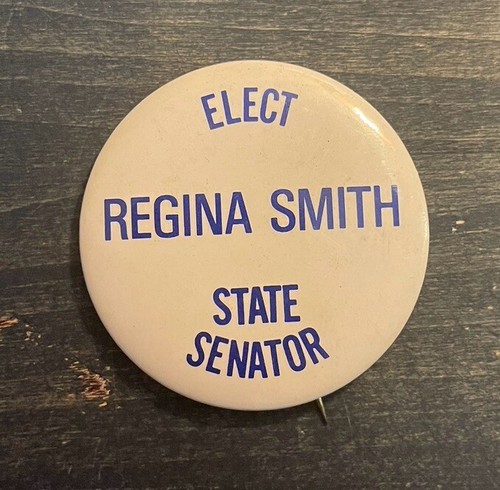 ELECT
REGINA SMITH
STATE
SENATOR